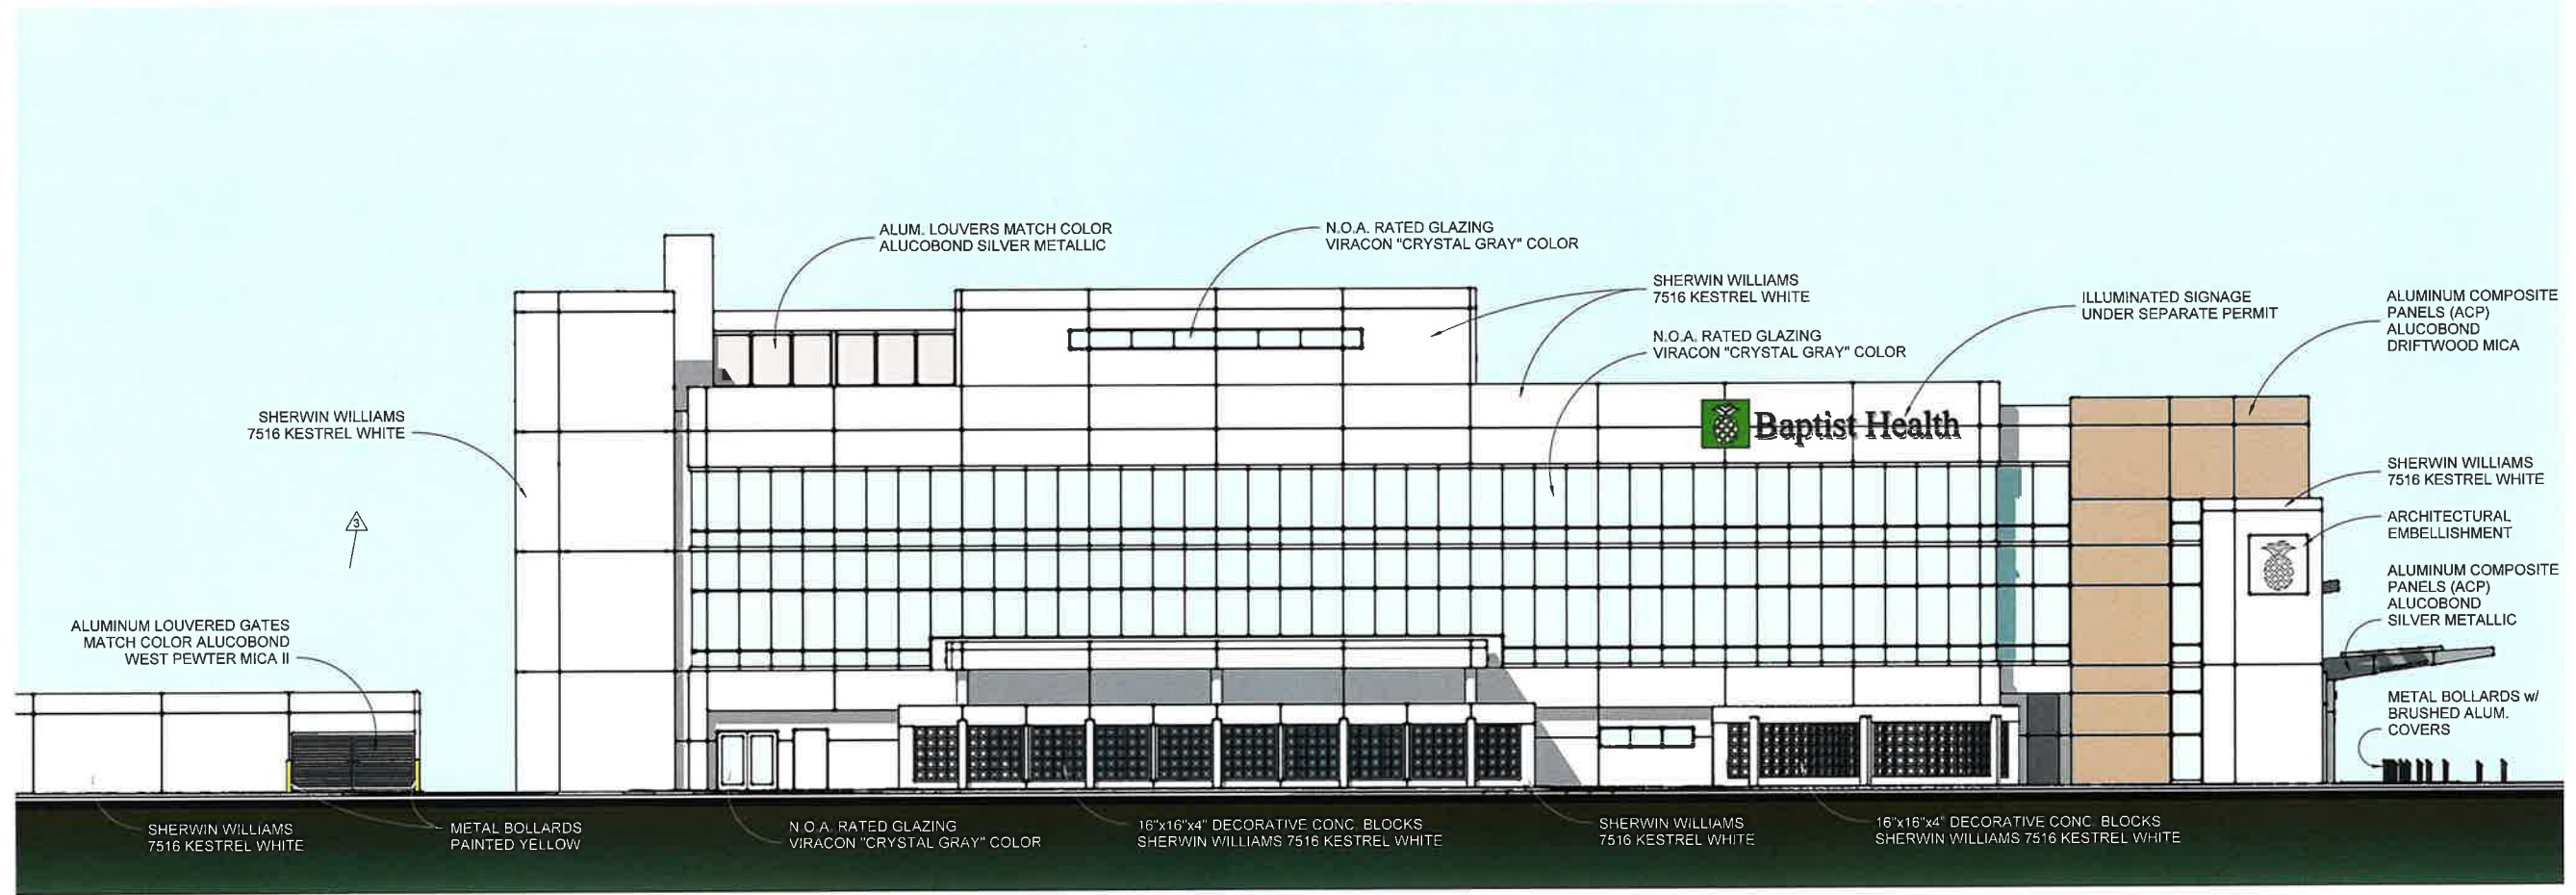 ALUM. LOUVERS MATCH COLOR
ALUCOBOND SILVER METALLIC
N.O.A. RATED GLAZING
VIRACON "CRYSTAL GRAY" COLOR
SHERWIN WILLIAMS
7516 KESTREL WHITE
N.O.A. RATED GLAZING
VIRACON "CRYSTAL GRAY" COLOR
ILLUMINATED SIGNAGE
UNDER SEPARATE PERMIT
ALUMINUM COMPOSITE
PANELS (ACP)
ALUCOBOND
DRIFTWOOD MICA
SHERWIN WILLIAMS
7516 KESTREL WHITE
Baptist Health
SHERWIN WILLIAMS
7516 KESTREL WHITE
ARCHITECTURAL
EMBELLISHMENT
3
ALUMINUM COMPOSITE
PANELS (ACP)
ALUCOBOND
SILVER METALLIC
ALUMINUM LOUVERED GATES
MATCH COLOR ALUCOBOND
WEST PEWTER MICA II
METAL BOLLARDS w/
BRUSHED ALUM.
COVERS
SHERWIN WILLIAMS
7516 KESTREL WHITE
METAL BOLLARDS
PAINTED YELLOW
N.O.A. RATED GLAZING
VIRACON "CRYSTAL GRAY" COLOR
16"x16"x4" DECORATIVE CONC. BLOCKS
SHERWIN WILLIAMS 7516 KESTREL WHITE
SHERWIN WILLIAMS
7516 KESTREL WHITE
16"x16"x4" DECORATIVE CONC. BLOCKS
SHERWIN WILLIAMS 7516 KESTREL WHITE